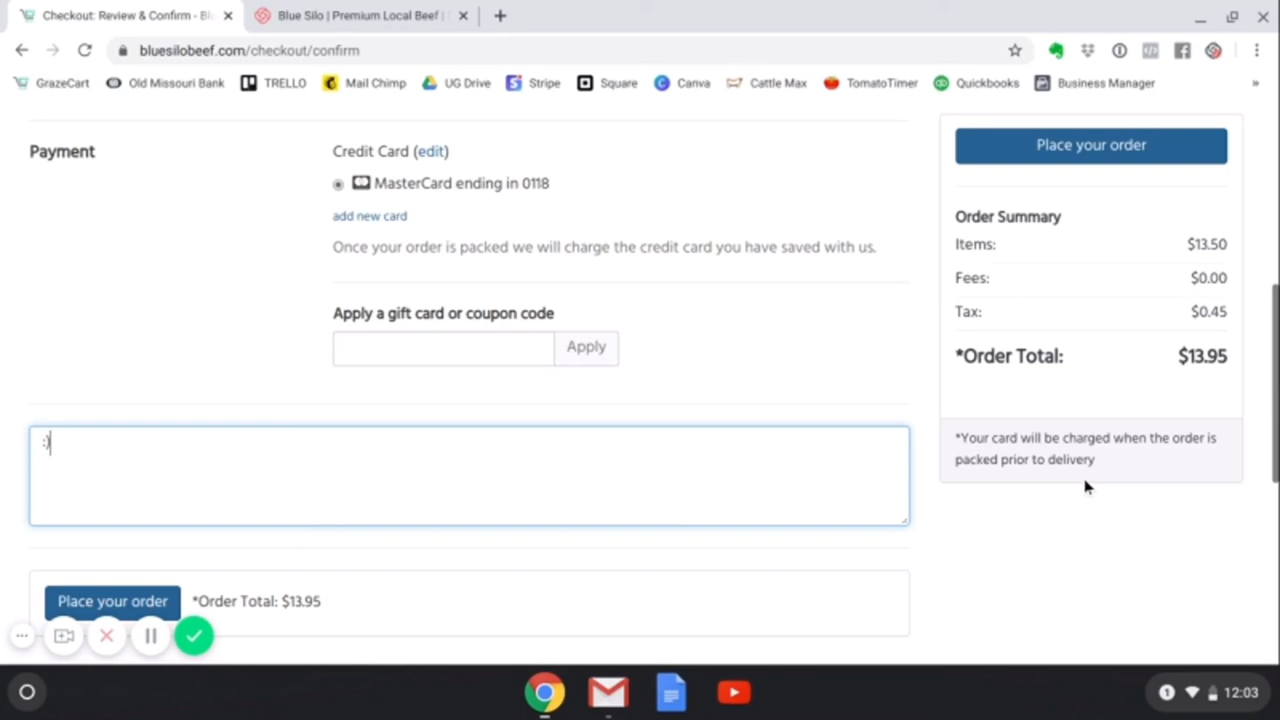 Checkout: Review & Confirm - Bl
Blue Silo | Premium Local Beef |
bluesilobeef.com/checkout/confirm
GrazeCart Old Missouri Bank TRELLO Mail Chimp UG Drive Stripe Square Canva Cattle Max TomatoTimer Quickbooks Business Manager »
Payment
Credit Card (edit)
MasterCard ending in 0118
add new card
Once your order is packed we will charge the credit card you have saved with us.
Apply a gift card or coupon code
Apply
:)
Place your order *Order Total: $13.95
Place your order
Order Summary
Items: $13.50
Fees: $0.00
Tax: $0.45
*Order Total: $13.95
*Your card will be charged when the order is
packed prior to delivery
1 12:03